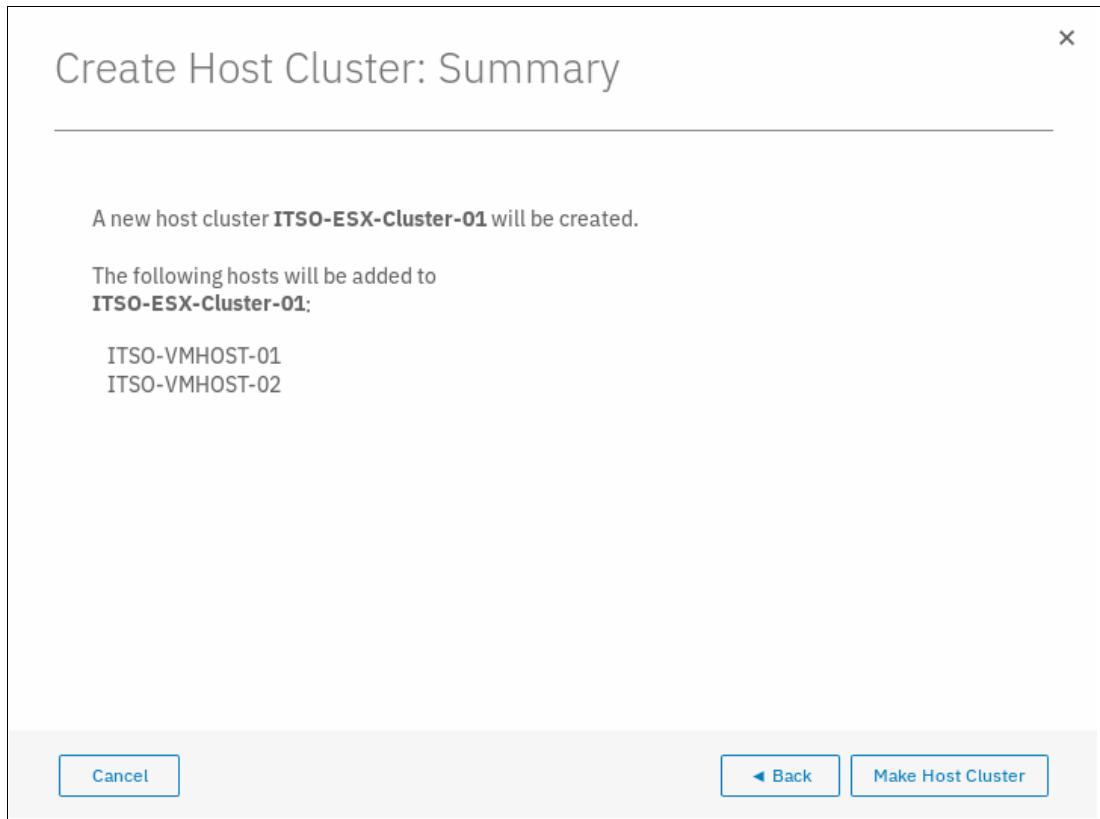 Create Host Cluster: Summary
A new host cluster ITSO-ESX-Cluster-01 will be created.
The following hosts will be added to
ITSO-ESX-Cluster-01:
ITSO-VMHOST-01
ITSO-VMHOST-02
Cancel
◄ Back
Make Host Cluster